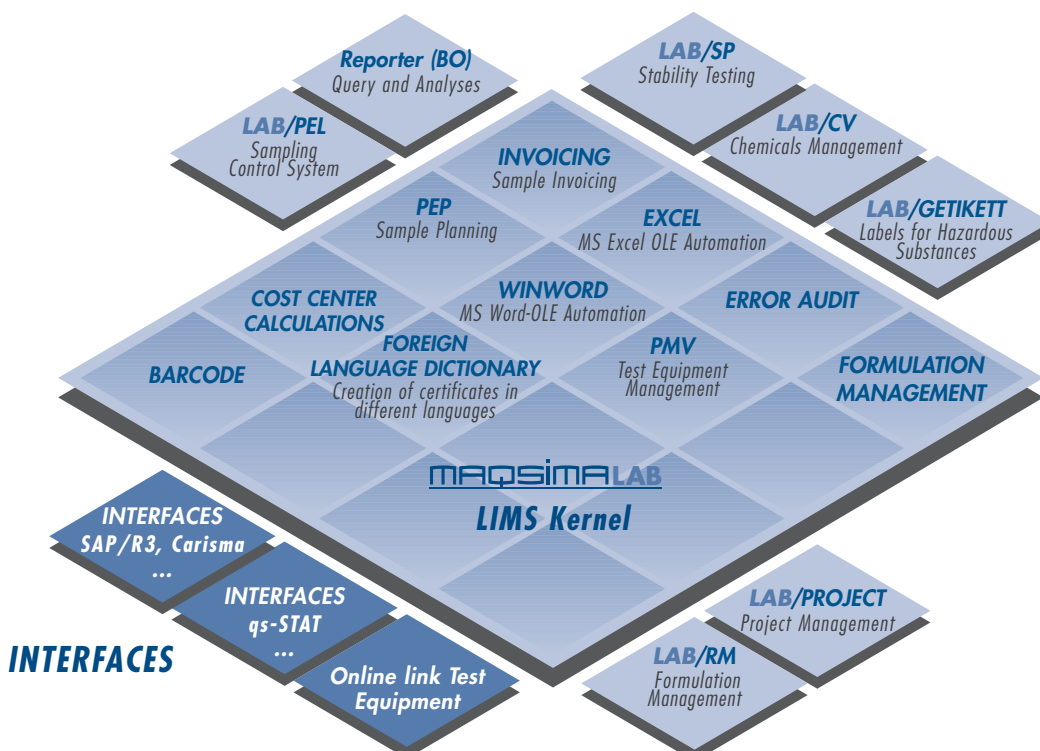 Reporter (BO)
Query and Analyses
LAB/PEL
Sampling
Control System
LAB/SP
Stability Testing
LAB/CV
Chemicals Management
LAB/GETIKETT
Labels for Hazardous
Substances
INVOICING
Sample Invoicing
PEP
Sample Planning
EXCEL
MS Excel OLE Automation
COST CENTER
CALCULATIONS
WINWORD
MS Word-OLE Automation
ERROR AUDIT
BARCODE
FOREIGN
LANGUAGE DICTIONARY
Creation of certificates in
different languages
PMV
Test Equipment
Management
FORMULATION
MANAGEMENT
MAQSiMA LAB
LIMS Kernel
INTERFACES
SAP/R3, Carisma
...
INTERFACES
qs-STAT
...
Online link Test
Equipment
INTERFACES
LAB/PROJECT
Project Management
LAB/RM
Formulation
Management